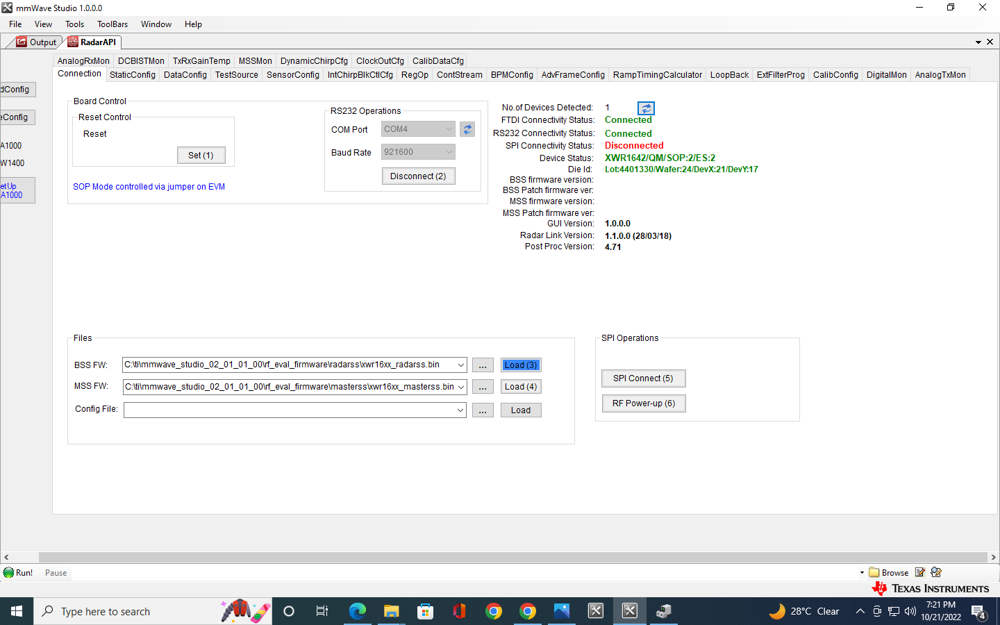 mmWave Studio 1.0.0.0
File View Tools ToolBars Window Help
Output RadarAPI
AnalogRxMon DCBISTMon TxRxGainTemp MSSMon DynamicChirpCfg ClockOutCfg CalibDataCfg
Connection StaticConfig DataConfig TestSource SensorConfig IntChirpBlkCtlCfg RegOp ContStream BPMConfig AdvFrameConfig RampTimingCalculator LoopBack ExtFilterProg CalibConfig DigitalMon AnalogTxMon
dConfig
eConfig
A1000
W1400
etUp
A1000
Board Control
Reset Control
Reset
Set (1)
SOP Mode controlled via jumper on EVM
RS232 Operations
COM Port COM4
Baud Rate 921600
Disconnect (2)
No.of Devices Detected: 1
FTDI Connectivity Status: Connected
RS232 Connectivity Status: Connected
SPI Connectivity Status: Disconnected
Device Status: XWR1642/QM/SOP:2/ES:2
Die Id: Lot:4401330/Wafer:24/DevX:21/DevY:17
BSS firmware version:
BSS Patch firmware ver:
MSS firmware version:
MSS Patch firmware ver:
GUI Version: 1.0.0.0
Radar Link Version: 1.1.0.0 (28/03/18)
Post Proc Version: 4.71
Files
BSS FW: C:\ti\mmwave_studio_02_01_01_00\rf_eval_firmware\radarss\xwr16xx_radarss.bin ... Load (3)
MSS FW: C:\ti\mmwave_studio_02_01_01_00\rf_eval_firmware\masterss\xwr16xx_masterss.bin ... Load (4)
Config File: ... Load
SPI Operations
SPI Connect (5)
RF Power-up (6)
Run! Pause Browse
TEXAS INSTRUMENTS
Type here to search
28°C Clear
7:21 PM
10/21/2022
4